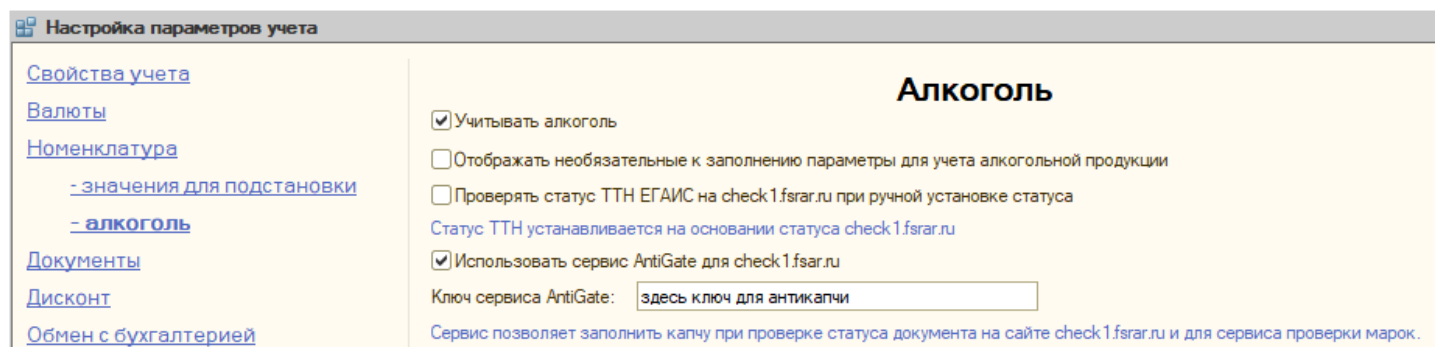 Настройка параметров учета
Свойства учета
Валюты
Номенклатура
- значения для подстановки
- алкоголь
Документы
Дисконт
Обмен с бухгалтерией
Алкоголь
Учитывать алкоголь
Отображать необязательные к заполнению параметры для учета алкогольной продукции
Проверять статус ТТН ЕГАИС на check1.fsrar.ru при ручной установке статуса
Статус ТТН устанавливается на основании статуса check1.fsrar.ru
Использовать сервис AntiGate для check1.fsar.ru
Ключ сервиса AntiGate: здесь ключ для антикапчи
Сервис позволяет заполнить капчу при проверке статуса документа на сайте check1.fsrar.ru и для сервиса проверки марок.